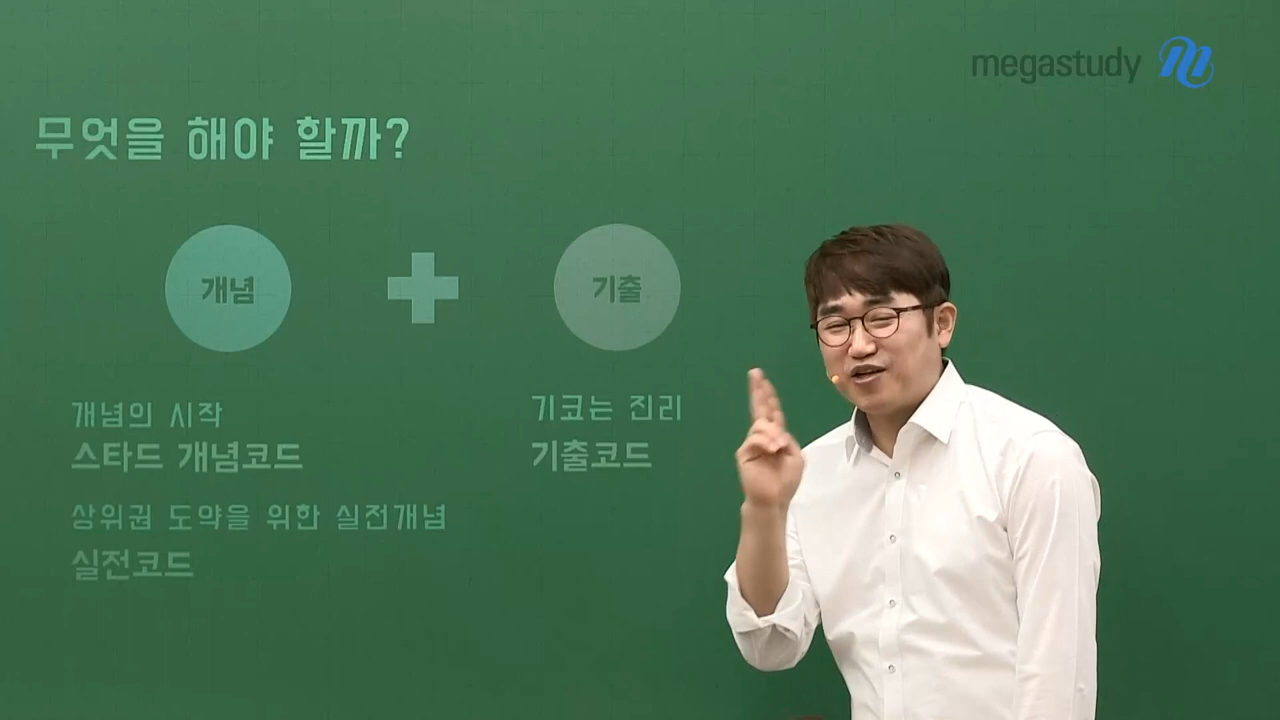 megastudy
무엇을 해야 할까?
개념
기출
개념의 시작
스타드 개념코드
상위권 도약을 위한 실전개념
실전코드
기코는 진리
기출코드